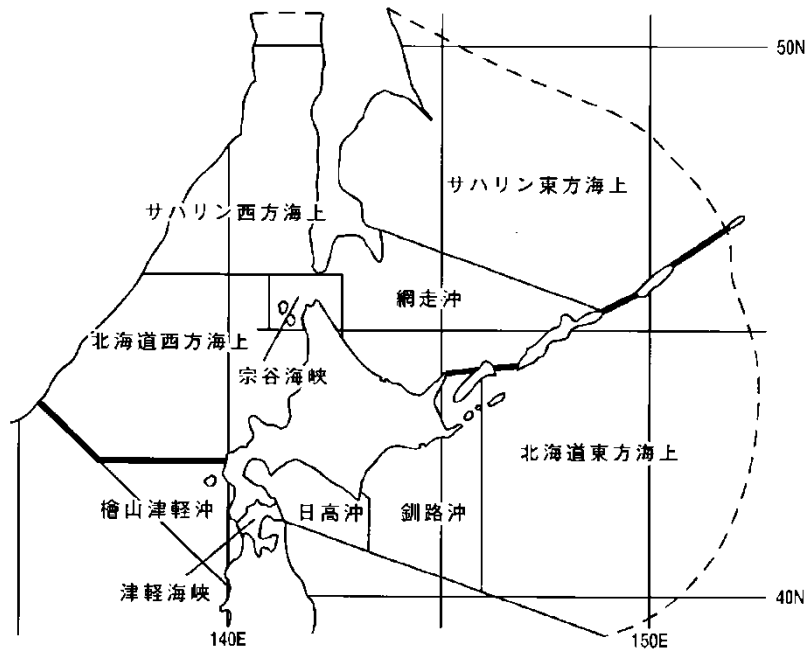 50N
サハリン東方海上
サハリン西方海上
網走沖
北海道西方海上
宗谷海峡
北海道東方海上
檜山津軽沖
日高沖
釧路沖
津軽海峡
40N
140E
150E